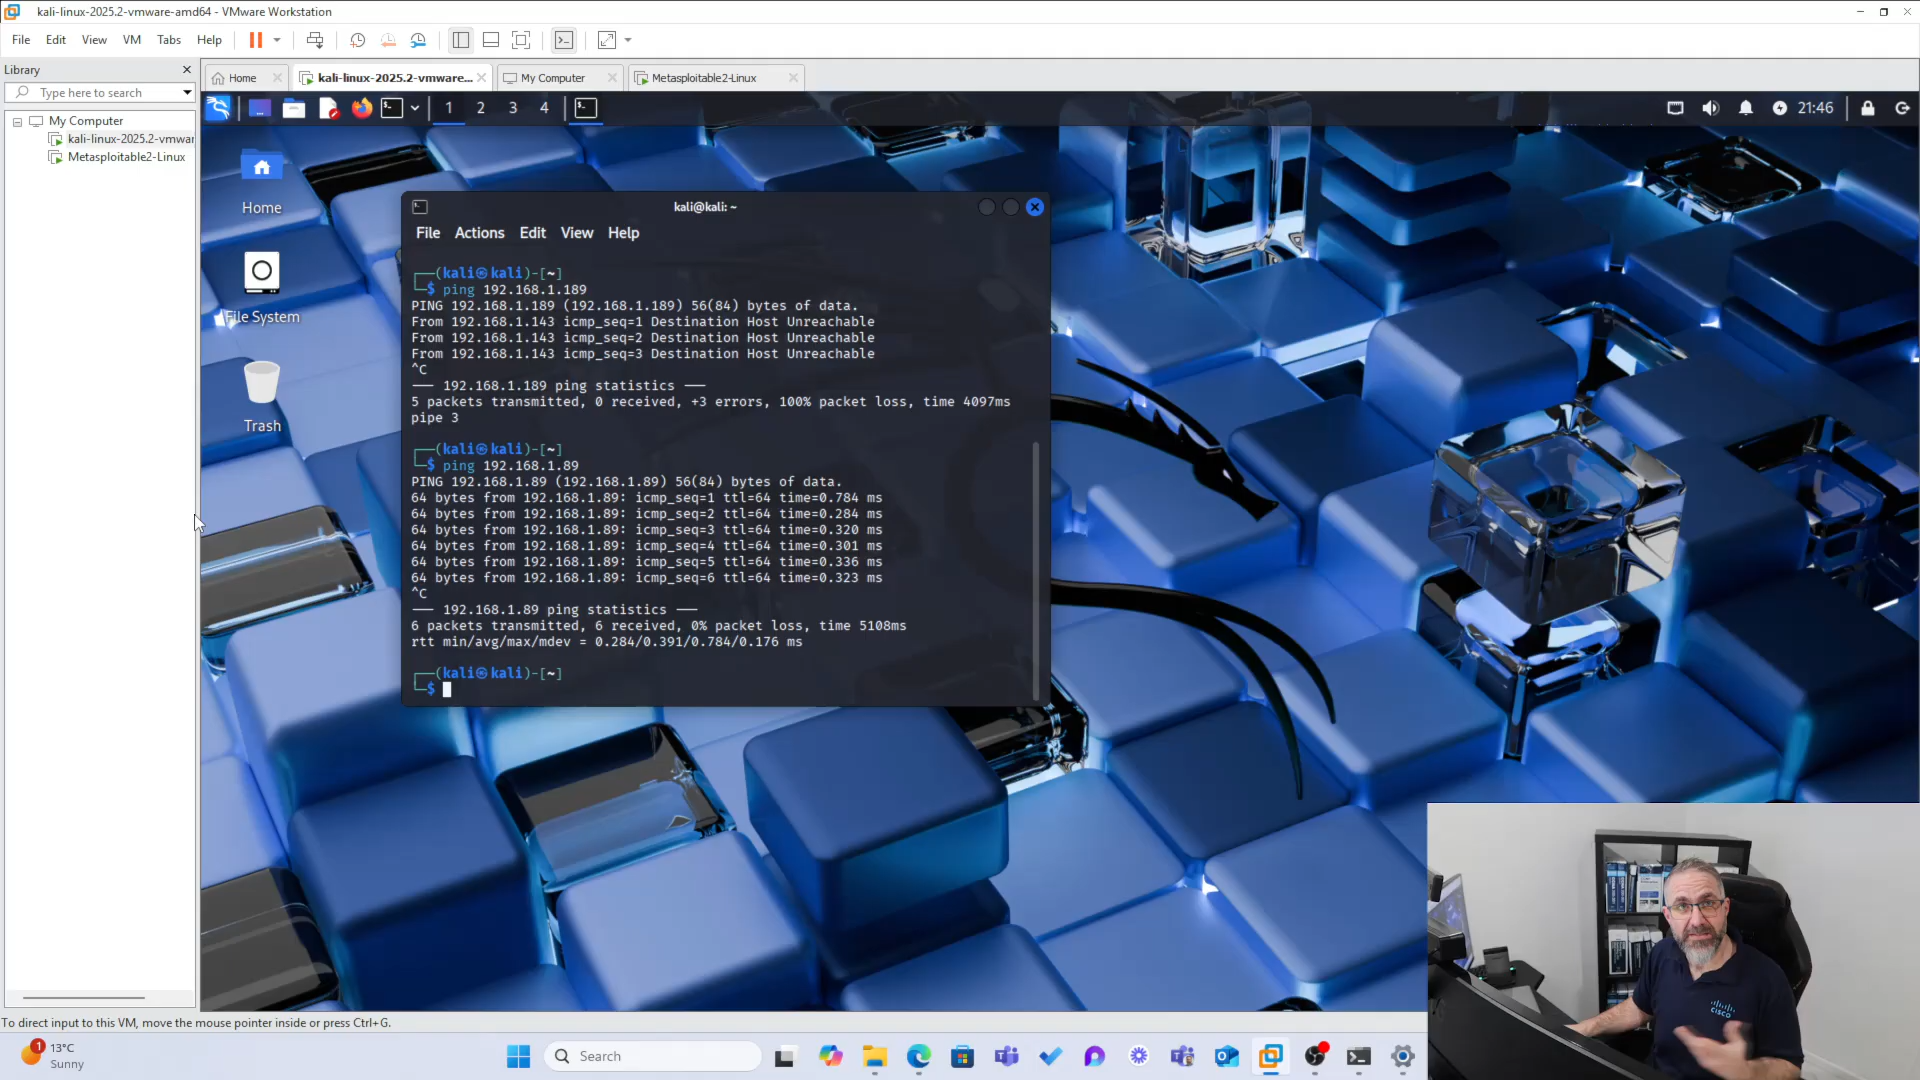 kali-linux-2025.2-vmware-amd64 - VMware Workstation
File Edit View VM Tabs Help
Library
Type here to search
My Computer
kali-linux-2025.2-vmwar
Metasploitable2-Linux
Home
kali-linux-2025.2-vmware...
My Computer
Metasploitable2-Linux
1 2 3 4
21:46
Home
File System
Trash
kali@kali: ~
File Actions Edit View Help
┌──(kali㉿kali)-[~]
└─$ ping 192.168.1.189
PING 192.168.1.189 (192.168.1.189) 56(84) bytes of data.
From 192.168.1.143 icmp_seq=1 Destination Host Unreachable
From 192.168.1.143 icmp_seq=2 Destination Host Unreachable
From 192.168.1.143 icmp_seq=3 Destination Host Unreachable
^C
--- 192.168.1.189 ping statistics ---
5 packets transmitted, 0 received, +3 errors, 100% packet loss, time 4097ms
pipe 3
┌──(kali㉿kali)-[~]
└─$ ping 192.168.1.89
PING 192.168.1.89 (192.168.1.89) 56(84) bytes of data.
64 bytes from 192.168.1.89: icmp_seq=1 ttl=64 time=0.784 ms
64 bytes from 192.168.1.89: icmp_seq=2 ttl=64 time=0.284 ms
64 bytes from 192.168.1.89: icmp_seq=3 ttl=64 time=0.320 ms
64 bytes from 192.168.1.89: icmp_seq=4 ttl=64 time=0.301 ms
64 bytes from 192.168.1.89: icmp_seq=5 ttl=64 time=0.336 ms
64 bytes from 192.168.1.89: icmp_seq=6 ttl=64 time=0.323 ms
^C
--- 192.168.1.89 ping statistics ---
6 packets transmitted, 6 received, 0% packet loss, time 5108ms
rtt min/avg/max/mdev = 0.284/0.391/0.784/0.176 ms
┌──(kali㉿kali)-[~]
└─$
CISCO
To direct input to this VM, move the mouse pointer inside or press Ctrl+G.
1
13°C
Sunny
Search